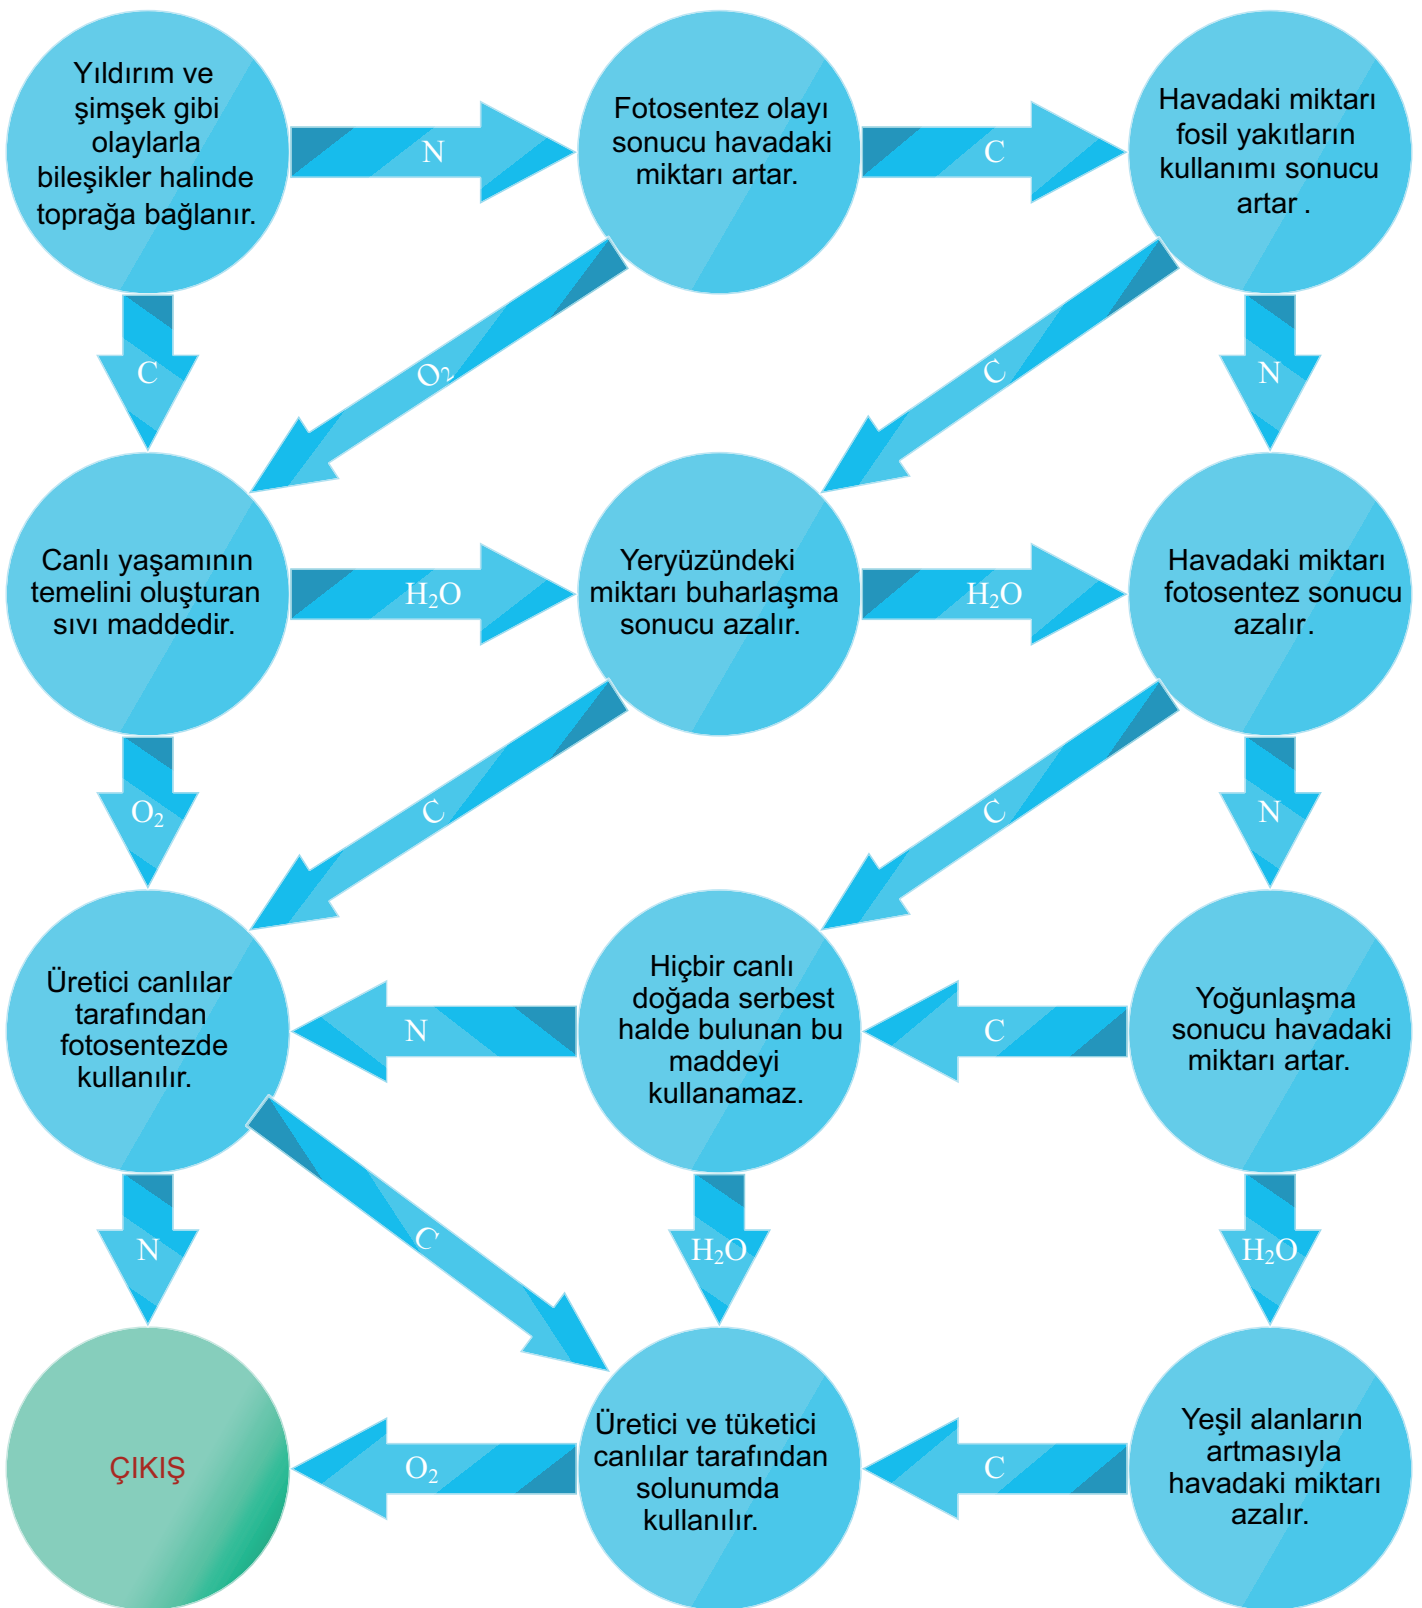 Yıldırım ve
şimşek gibi
olaylarla
bileşikler halinde
toprağa bağlanır.
N
Fotosentez olayı
sonucu havadaki
miktarı artar.
C
Havadaki miktarı
fosil yakıtların
kullanımı sonucu
artar .
C
O₂
C
N
Canlı yaşamının
temelini oluşturan
sıvı maddedir.
H₂O
Yeryüzündeki
miktarı buharlaşma
sonucu azalır.
H₂O
Havadaki miktarı
fotosentez sonucu
azalır.
O₂
C
C
N
Üretici canlılar
tarafından
fotosentezde
kullanılır.
N
Hiçbir canlı
doğada serbest
halde bulunan bu
maddeyi
kullanamaz.
C
Yoğunlaşma
sonucu havadaki
miktarı artar.
N
C
H₂O
H₂O
ÇIKIŞ
O₂
Üretici ve tüketici
canlılar tarafından
solunumda
kullanılır.
C
Yeşil alanların
artmasıyla
havadaki miktarı
azalır.